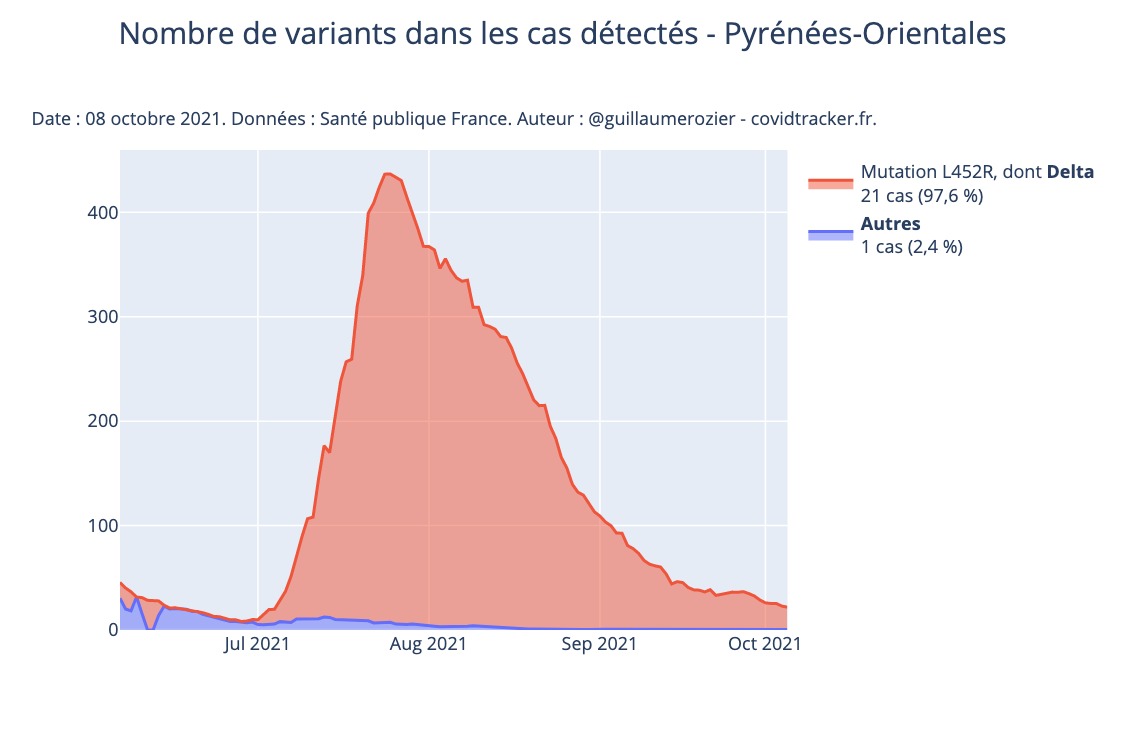 Nombre de variants dans les cas détectés - Pyrénées-Orientales
Date : 08 octobre 2021. Données : Santé publique France. Auteur : @guillaumerozier - covidtracker.fr.
Mutation L452R, dont Delta
21 cas (97,6 %)
Autres
1 cas (2,4 %)
400
300
200
100
0
Jul 2021 Aug 2021 Sep 2021 Oct 2021